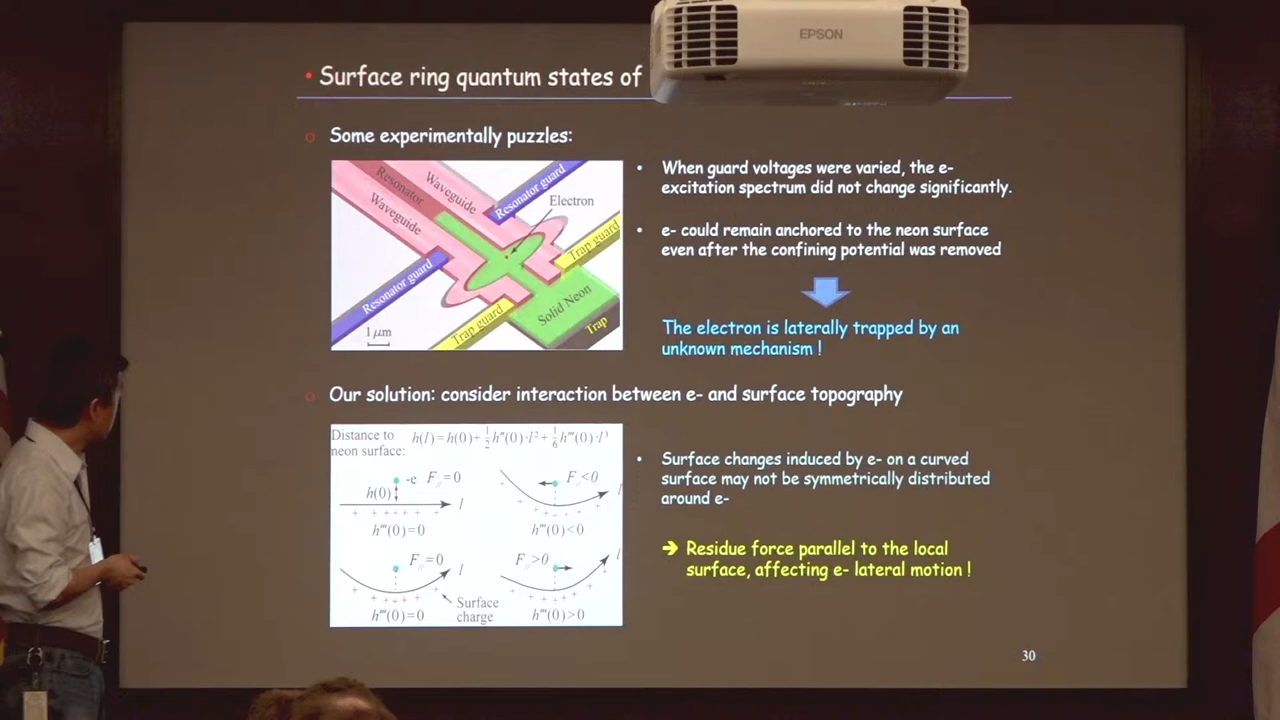 EPSON
• Surface ring quantum states of
Some experimentally puzzles:
Resonator
Waveguide
Waveguide
Resonator guard
Electron
Trap guard
Resonator guard
Trap guard
Solid Neon
Trap
1 μm
• When guard voltages were varied, the e-
excitation spectrum did not change significantly.
• e- could remain anchored to the neon surface
even after the confining potential was removed
The electron is laterally trapped by an
unknown mechanism !
Our solution: consider interaction between e- and surface topography
Distance to
neon surface:
h(l)=h(0)+½h''(0)·l²+⅙h'''(0)·l³
-e F∥=0
h(0)
l
h'''(0)=0
F∥<0
l
h'''(0)<0
F∥=0
l
h'''(0)=0
Surface
charge
F∥>0
l
h'''(0)>0
• Surface changes induced by e- on a curved
surface may not be symmetrically distributed
around e-
➔ Residue force parallel to the local
surface, affecting e- lateral motion !
30